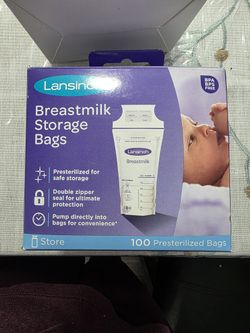 Lansinoh
BPA
BPS
FREE
Breastmilk
Storage
Bags
Breastmilk
Presterilized for
safe storage
Double zipper
seal for ultimate
protection
Pump directly into
bags for convenience*
Store
100 Presterilized Bags